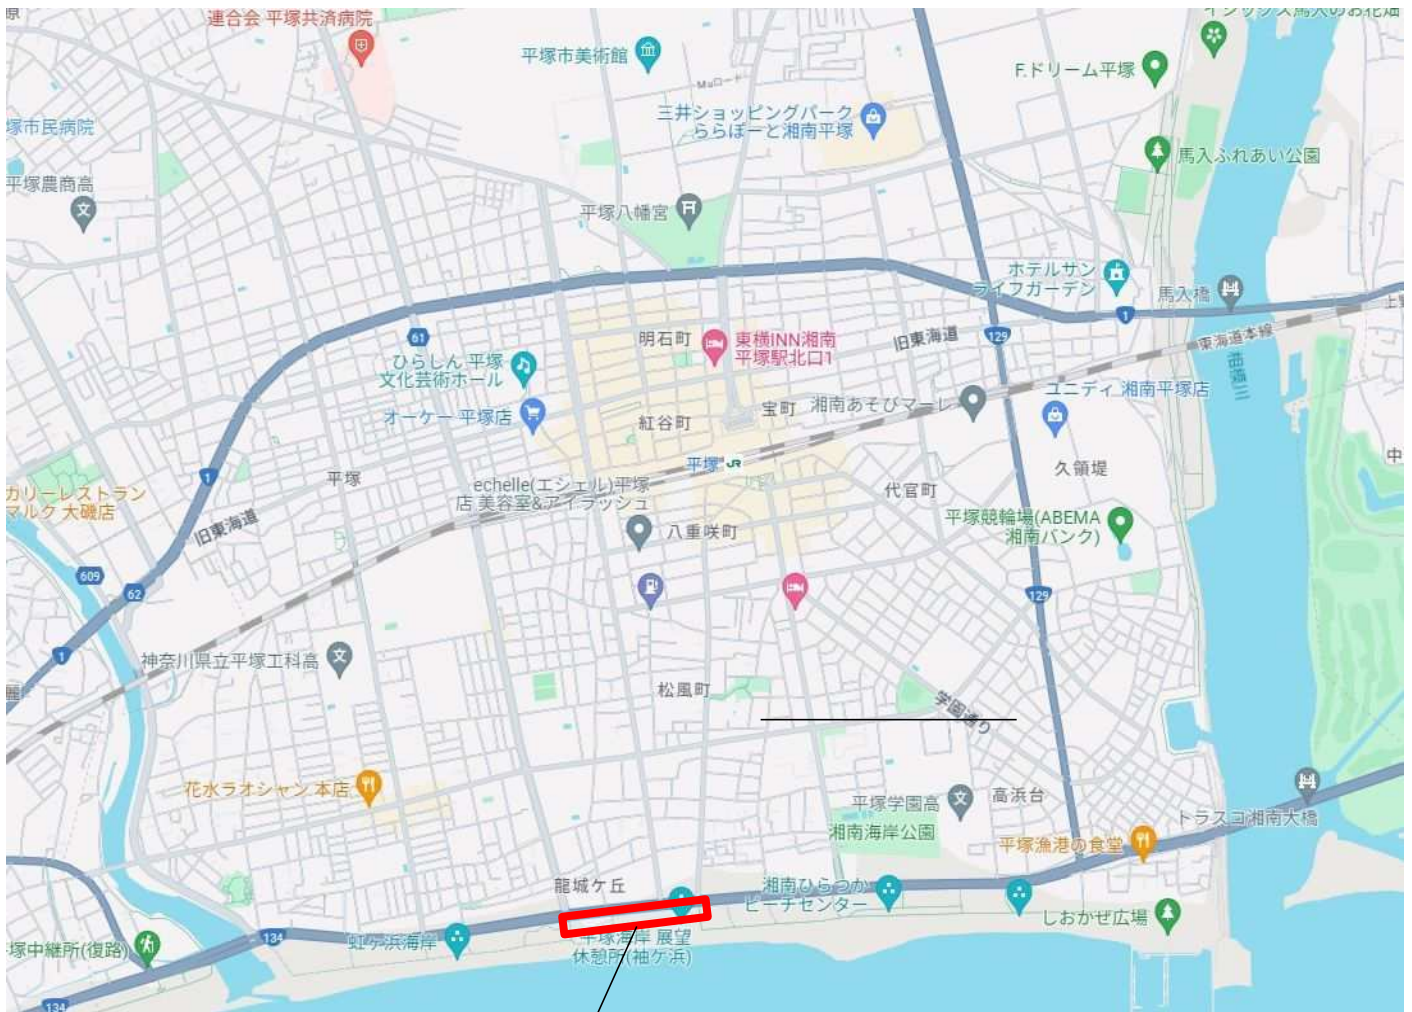 連合会 平塚共済病院
平塚市美術館
Muロード
F.ドリーム平塚
三井ショッピングパーク
ららぽーと湘南平塚
塚市民病院
馬入ふれあい公園
平塚農商高
平塚八幡宮
ホテルサン
ライフガーデン
馬入橋
1
東海道本線
相模川
61
明石町
東横INN湘南
平塚駅北口1
旧東海道
129
ひらしん 平塚
文化芸術ホール
オーケー 平塚店
紅谷町
宝町
湘南あそびマーレ
ユニディ 湘南平塚店
平塚 JR
久領堤
中
1
平塚
カリーレストラン
マルク 大磯店
旧東海道
echelle(エシェル)平塚
店 美容室&アイラッシュ
代官町
平塚競輪場(ABEMA
湘南バンク)
八重咲町
609
62
129
1
神奈川県立平塚工科高
松風町
学園通り
花水ラオシャン 本店
平塚学園高
高浜台
湘南海岸公園
トラスコ湘南大橋
平塚漁港の食堂
龍城ケ丘
湘南ひらつか
ビーチセンター
しおかぜ広場
134
虹ヶ浜海岸
平塚海岸 展望
休憩所(袖ケ浜)
塚中継所(復路)
134